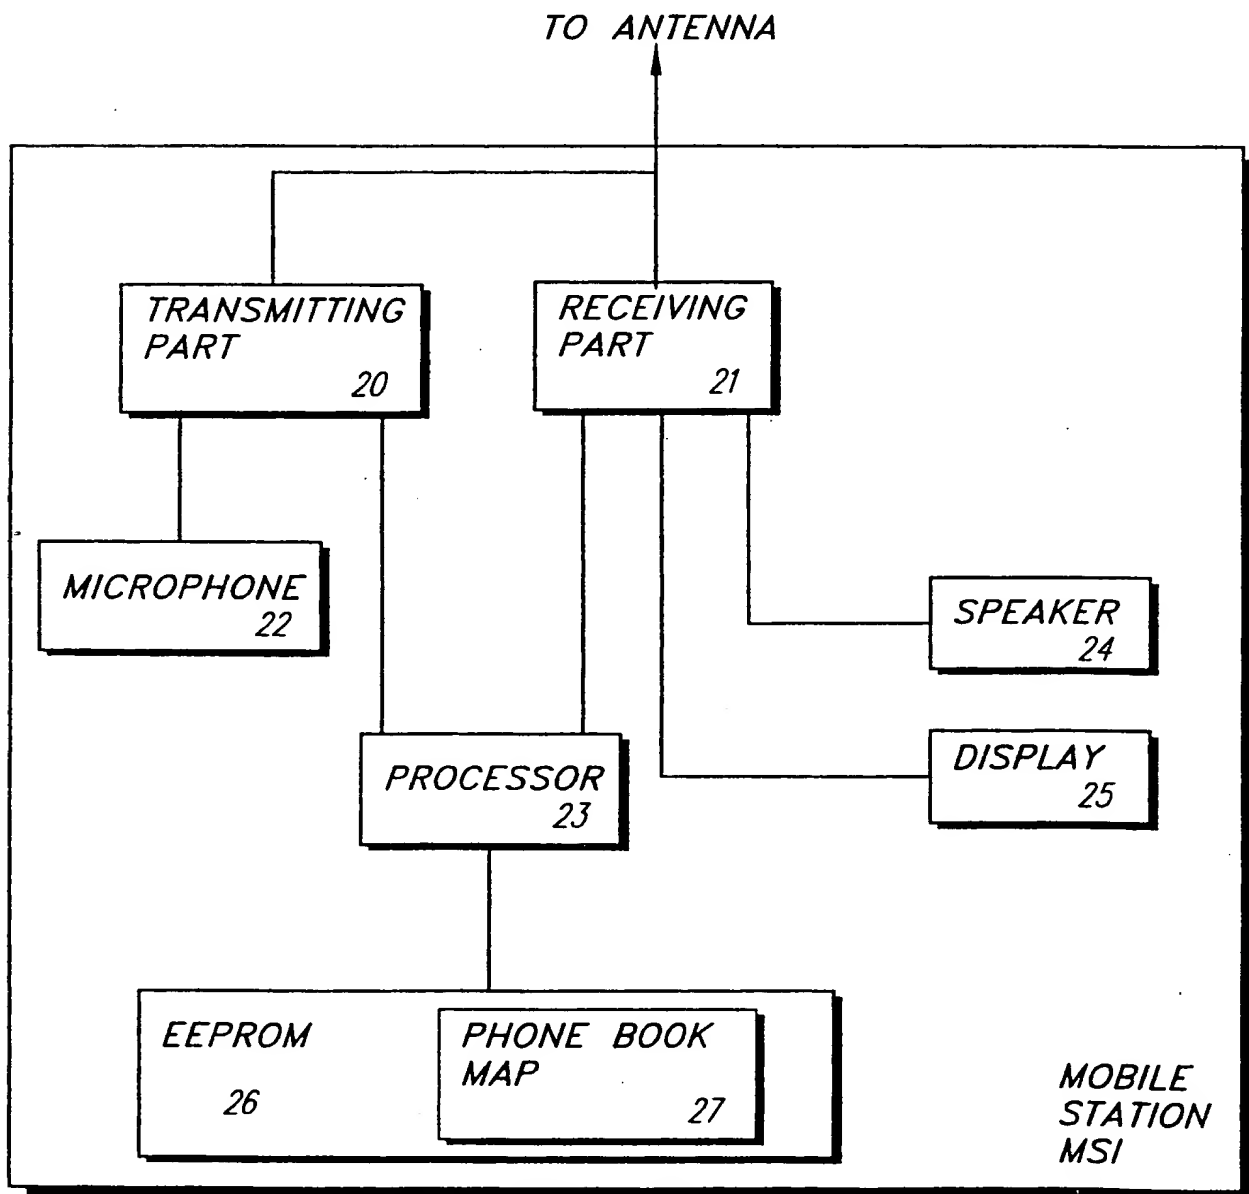 TO ANTENNA
TRANSMITTING
PART
20
RECEIVING
PART
21
MICROPHONE
22
SPEAKER
24
PROCESSOR
23
DISPLAY
25
EEPROM
26
PHONE BOOK
MAP
27
MOBILE
STATION
MSI